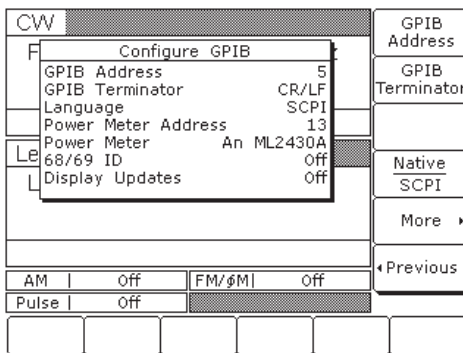 CW
F
z
Configure GPIB
GPIB Address 5
GPIB Terminator CR/LF
Language SCPI
Power Meter Address 13
Power Meter An ML2430A
68/69 ID Off
Display Updates Off
Le
L
AM Off FM/ϕM Off
Pulse Off
GPIB
Address
GPIB
Terminator
Native
SCPI
More
Previous